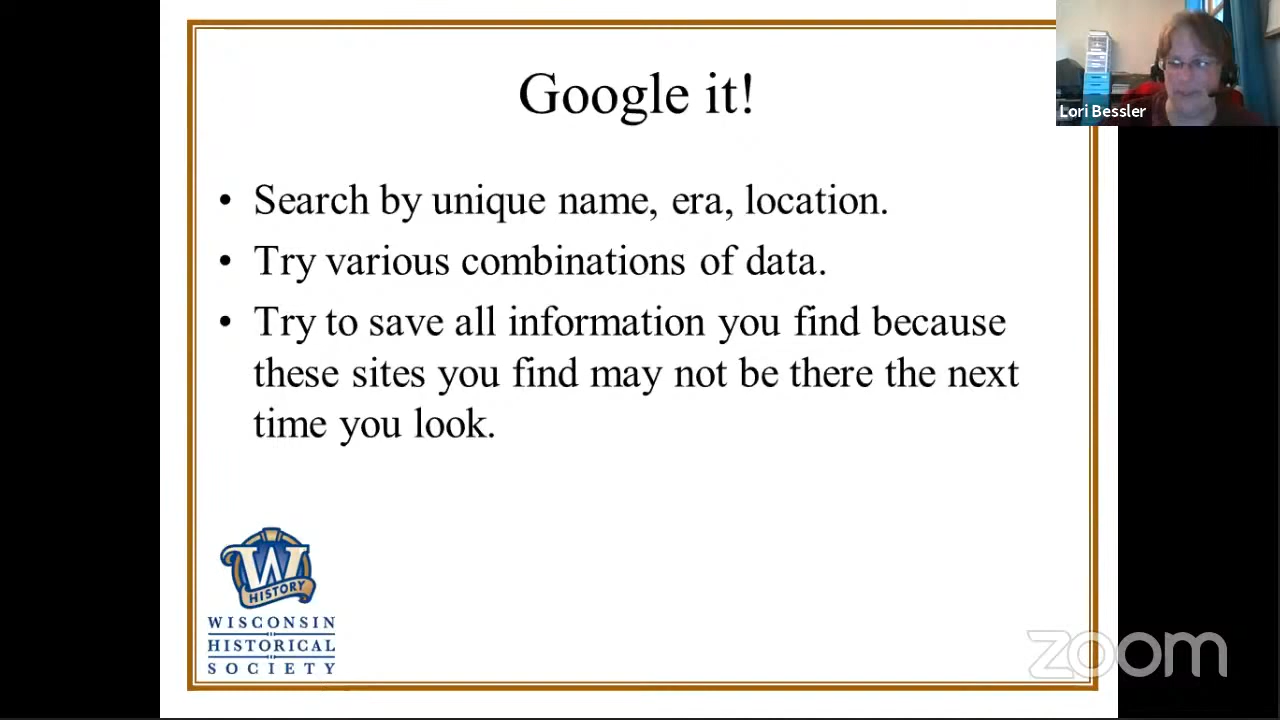 Google it!
Lori Bessler
• Search by unique name, era, location.
• Try various combinations of data.
• Try to save all information you find because
these sites you find may not be there the next
time you look.
W
HISTORY
WISCONSIN
HISTORICAL
SOCIETY
zoom